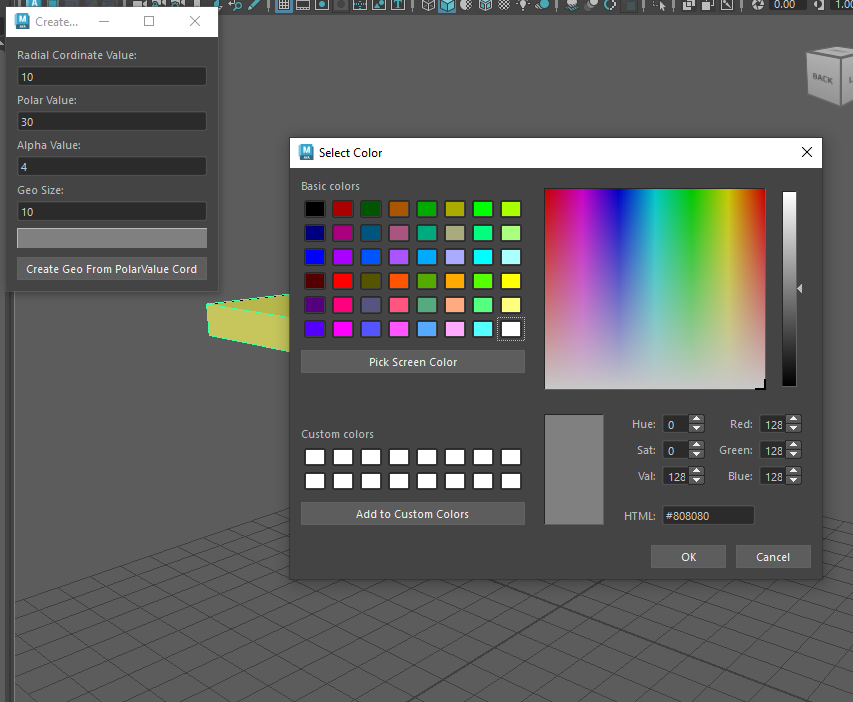 0.00
1.00
M
Create...
Radial Cordinate Value:
10
Polar Value:
30
Alpha Value:
4
Geo Size:
10
Create Geo From PolarValue Cord
BACK
L
M
Select Color
Basic colors
Pick Screen Color
Custom colors
Add to Custom Colors
Hue: 0
Red: 128
Sat: 0
Green: 128
Val: 128
Blue: 128
HTML: #808080
OK
Cancel